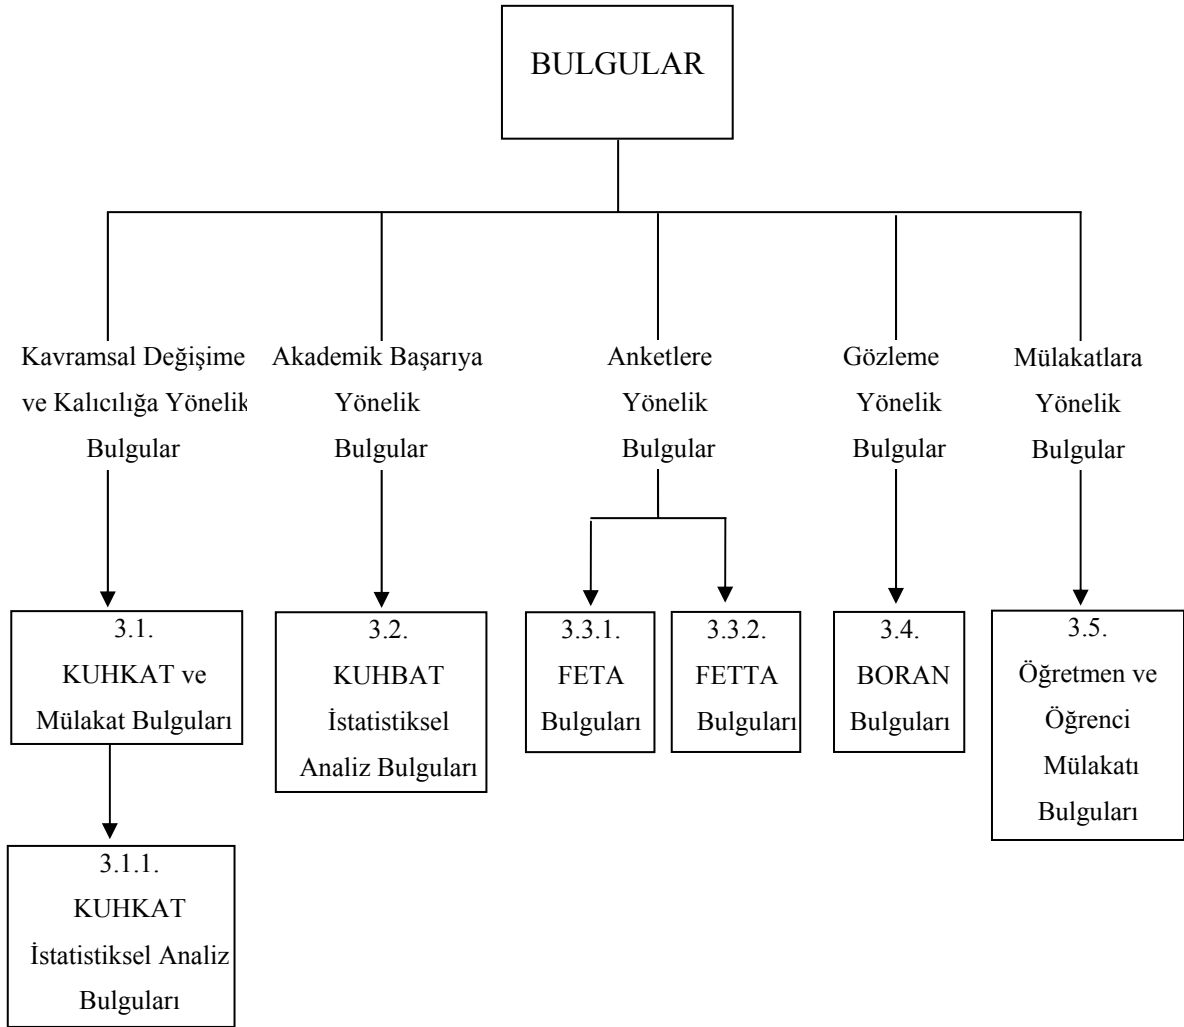 BULGULAR
Kavramsal Değişime
ve Kalıcılığa Yönelik
Bulgular
Akademik Başarıya
Yönelik
Bulgular
Anketlere
Yönelik
Bulgular
Gözleme
Yönelik
Bulgular
Mülakatlara
Yönelik
Bulgular
3.1.
KUHKAT ve
Mülakat Bulguları
3.2.
KUHBAT
İstatistiksel
Analiz Bulguları
3.3.1.
FETA
Bulguları
3.3.2.
FETTA
Bulguları
3.4.
BORAN
Bulguları
3.5.
Öğretmen ve
Öğrenci
Mülakatı
Bulguları
3.1.1.
KUHKAT
İstatistiksel Analiz
Bulguları